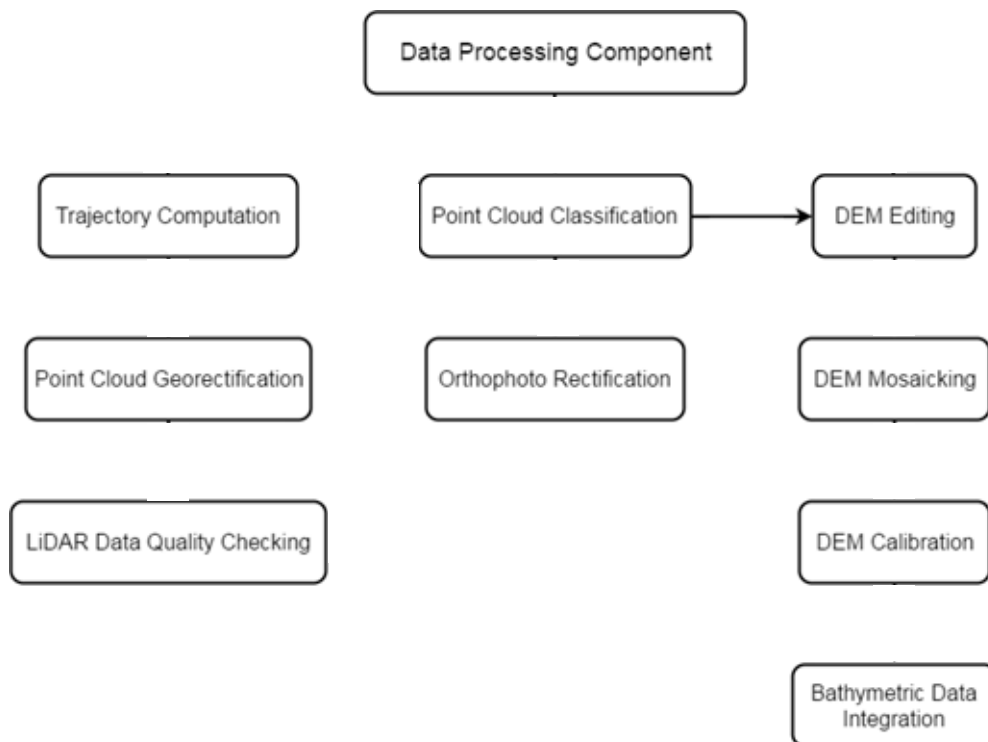 Data Processing Component
Trajectory Computation
Point Cloud Classification
DEM Editing
Point Cloud Georectification
Orthophoto Rectification
DEM Mosaicking
LiDAR Data Quality Checking
DEM Calibration
Bathymetric Data
Integration